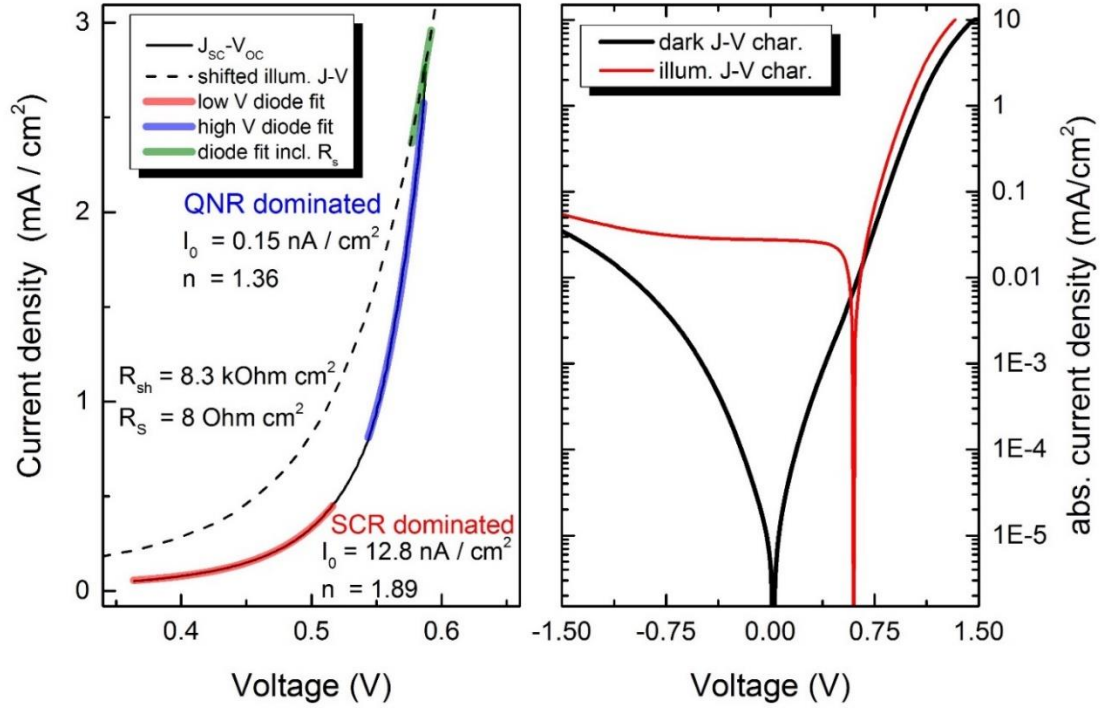 3
2
1
0
Current density (mA / cm²)
J_SC-V_OC
shifted illum. J-V
low V diode fit
high V diode fit
diode fit incl. R_s
QNR dominated
I₀ = 0.15 nA / cm²
n = 1.36
R_sh = 8.3 kOhm cm²
R_S = 8 Ohm cm²
SCR dominated
I₀ = 12.8 nA / cm²
n = 1.89
0.4
0.5
0.6
Voltage (V)
dark J-V char.
illum. J-V char.
10
1
0.1
0.01
1E-3
1E-4
1E-5
abs. current density (mA/cm²)
-1.50
-0.75
0.00
0.75
1.50
Voltage (V)